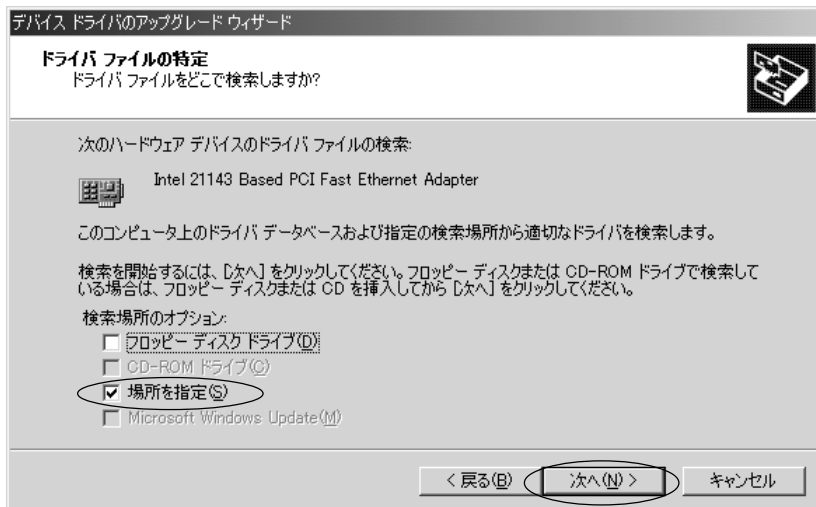 デバイス ドライバのアップグレード ウィザード
ドライバ ファイルの特定
ドライバ ファイルをどこで検索しますか?
次のハードウェア デバイスのドライバ ファイルの検索:
Intel 21143 Based PCI Fast Ethernet Adapter
このコンピュータ上のドライバ データベースおよび指定の検索場所から適切なドライバを検索します。
検索を開始するには、[次へ] をクリックしてください。フロッピー ディスクまたは CD-ROM ドライブで検索して
いる場合は、フロッピー ディスクまたは CD を挿入してから [次へ] をクリックしてください。
検索場所のオプション:
フロッピー ディスク ドライブ(D)
CD-ROM ドライブ(C)
場所を指定(S)
Microsoft Windows Update(M)
< 戻る(B) 次へ(N) > キャンセル